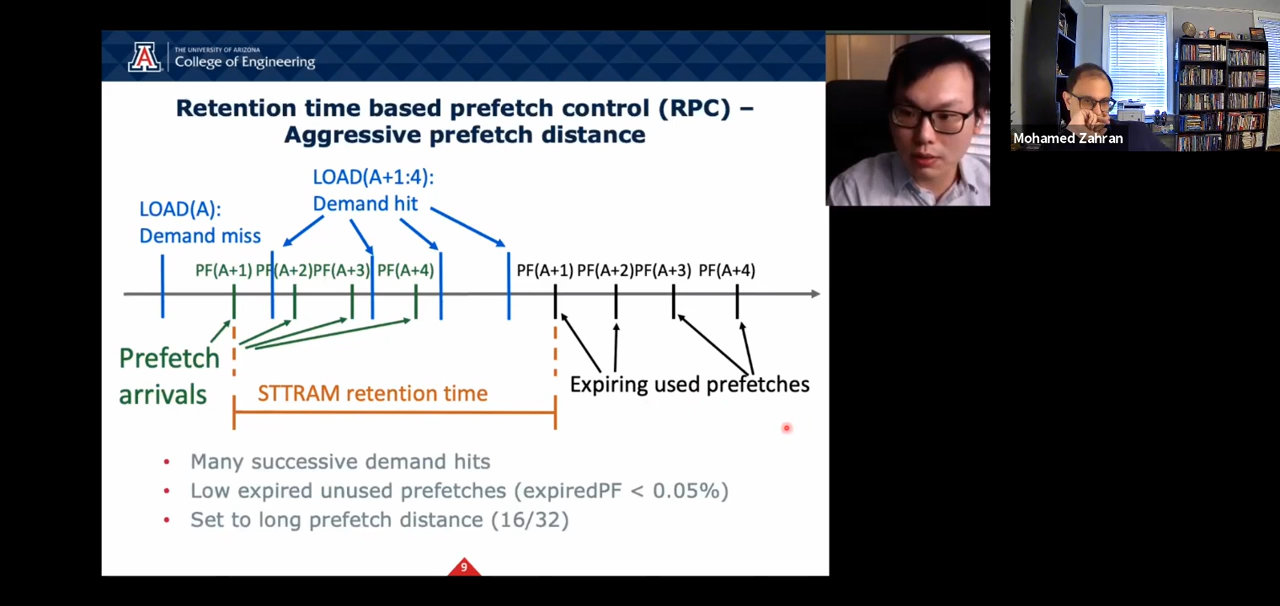 THE UNIVERSITY OF ARIZONA
College of Engineering
Retention time based prefetch control (RPC) –
Aggressive prefetch distance
LOAD(A+1:4):
Demand hit
LOAD(A):
Demand miss
PF(A+1) PF(A+2) PF(A+3) PF(A+4) PF(A+1) PF(A+2) PF(A+3) PF(A+4)
Prefetch
arrivals
STTRAM retention time
Expiring used prefetches
• Many successive demand hits
• Low expired unused prefetches (expiredPF < 0.05%)
• Set to long prefetch distance (16/32)
9
Mohamed Zahran